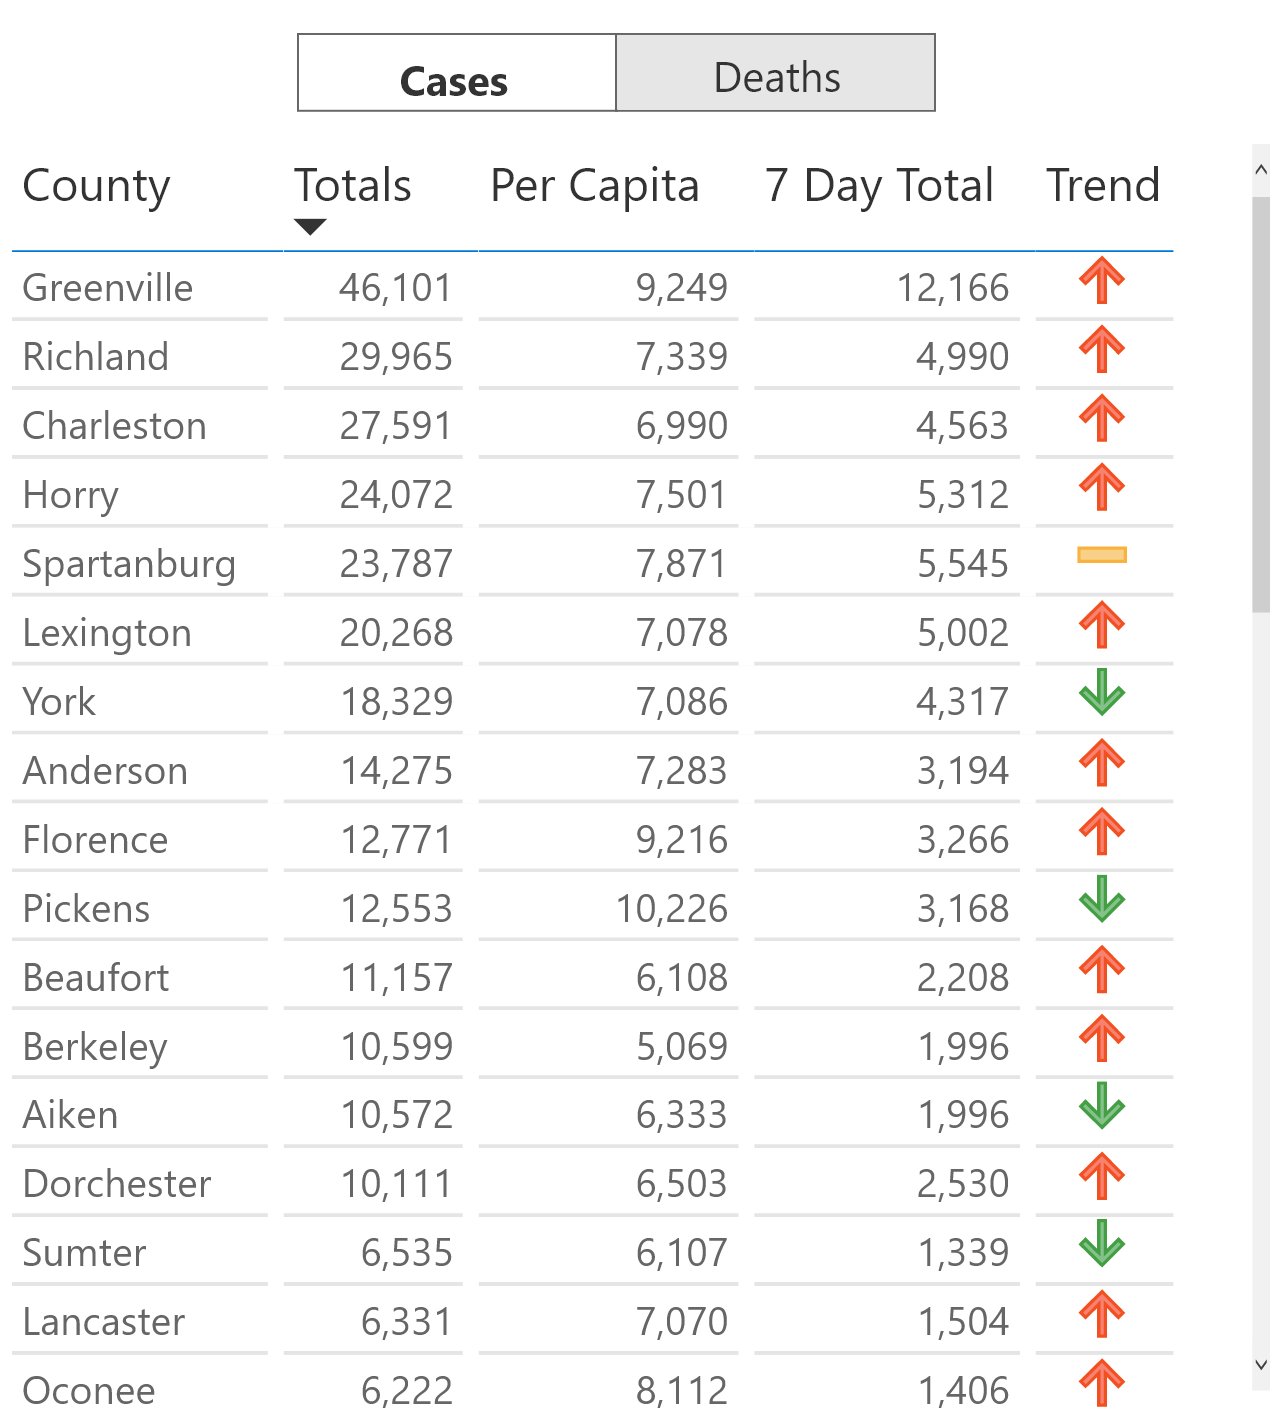 Cases Deaths
County Totals Per Capita 7 Day Total Trend
Greenville 46,101 9,249 12,166
Richland 29,965 7,339 4,990
Charleston 27,591 6,990 4,563
Horry 24,072 7,501 5,312
Spartanburg 23,787 7,871 5,545
Lexington 20,268 7,078 5,002
York 18,329 7,086 4,317
Anderson 14,275 7,283 3,194
Florence 12,771 9,216 3,266
Pickens 12,553 10,226 3,168
Beaufort 11,157 6,108 2,208
Berkeley 10,599 5,069 1,996
Aiken 10,572 6,333 1,996
Dorchester 10,111 6,503 2,530
Sumter 6,535 6,107 1,339
Lancaster 6,331 7,070 1,504
Oconee 6,222 8,112 1,406